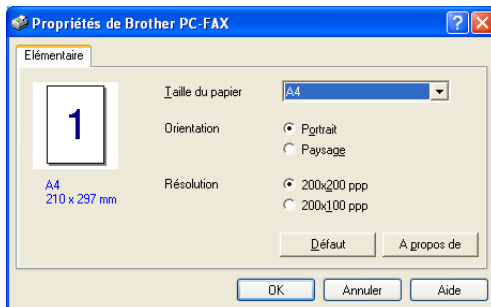 Propriétés de Brother PC-FAX
Elémentaire
1
A4
210 x 297 mm
Taille du papier
A4
Orientation
Portrait
Paysage
Résolution
200x200 ppp
200x100 ppp
Défaut
A propos de
OK
Annuler
Aide